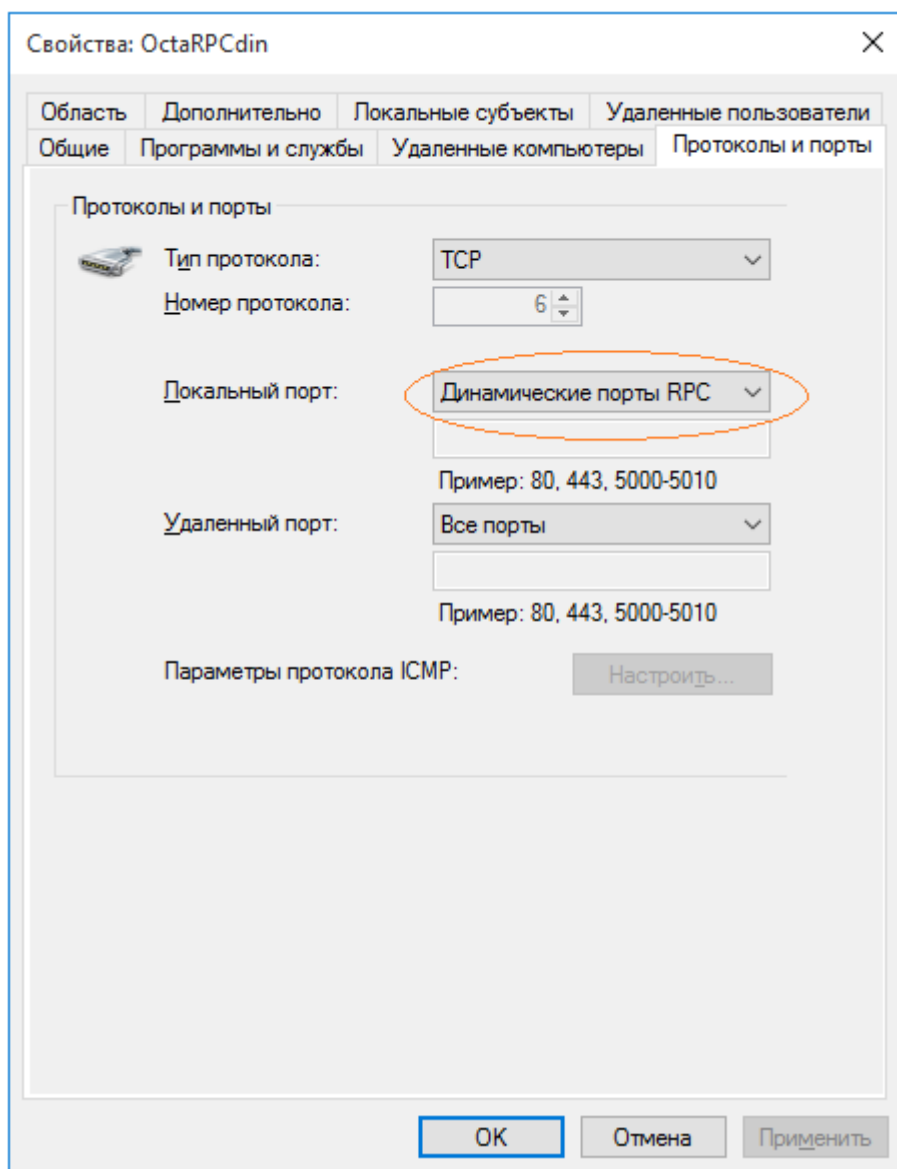 Свойства: OctaRPCdin
Область Дополнительно Локальные субъекты Удаленные пользователи
Общие Программы и службы Удаленные компьютеры Протоколы и порты
Протоколы и порты
Тип протокола: TCP
Номер протокола: 6
Локальный порт: Динамические порты RPC
Пример: 80, 443, 5000-5010
Удаленный порт: Все порты
Пример: 80, 443, 5000-5010
Параметры протокола ICMP: Настроить...
OK Отмена Применить